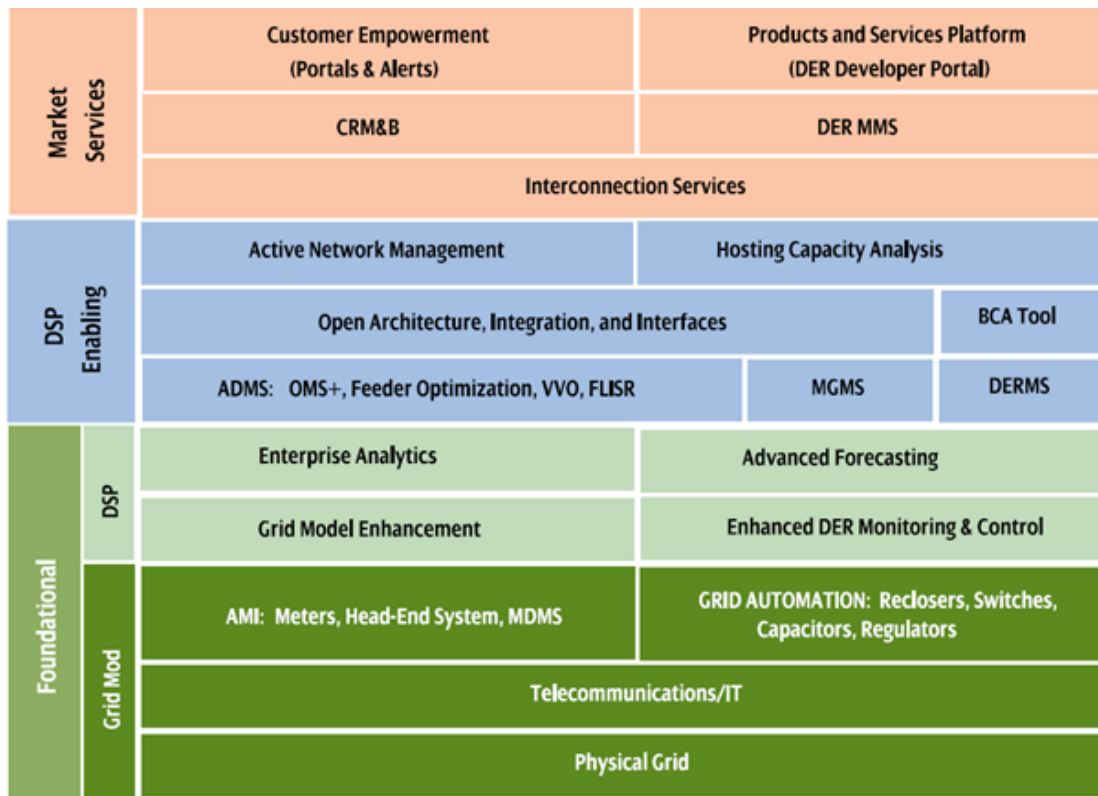 Market
Services
Customer Empowerment
(Portals & Alerts)
Products and Services Platform
(DER Developer Portal)
CRM&B
DER MMS
Interconnection Services
DSP
Enabling
Active Network Management
Hosting Capacity Analysis
Open Architecture, Integration, and Interfaces
BCA Tool
ADMS: OMS+, Feeder Optimization, VVO, FLISR
MGMS
DERMS
Foundational
DSP
Enterprise Analytics
Advanced Forecasting
Grid Model Enhancement
Enhanced DER Monitoring & Control
Grid Mod
AMI: Meters, Head-End System, MDMS
GRID AUTOMATION: Reclosers, Switches,
Capacitors, Regulators
Telecommunications/IT
Physical Grid